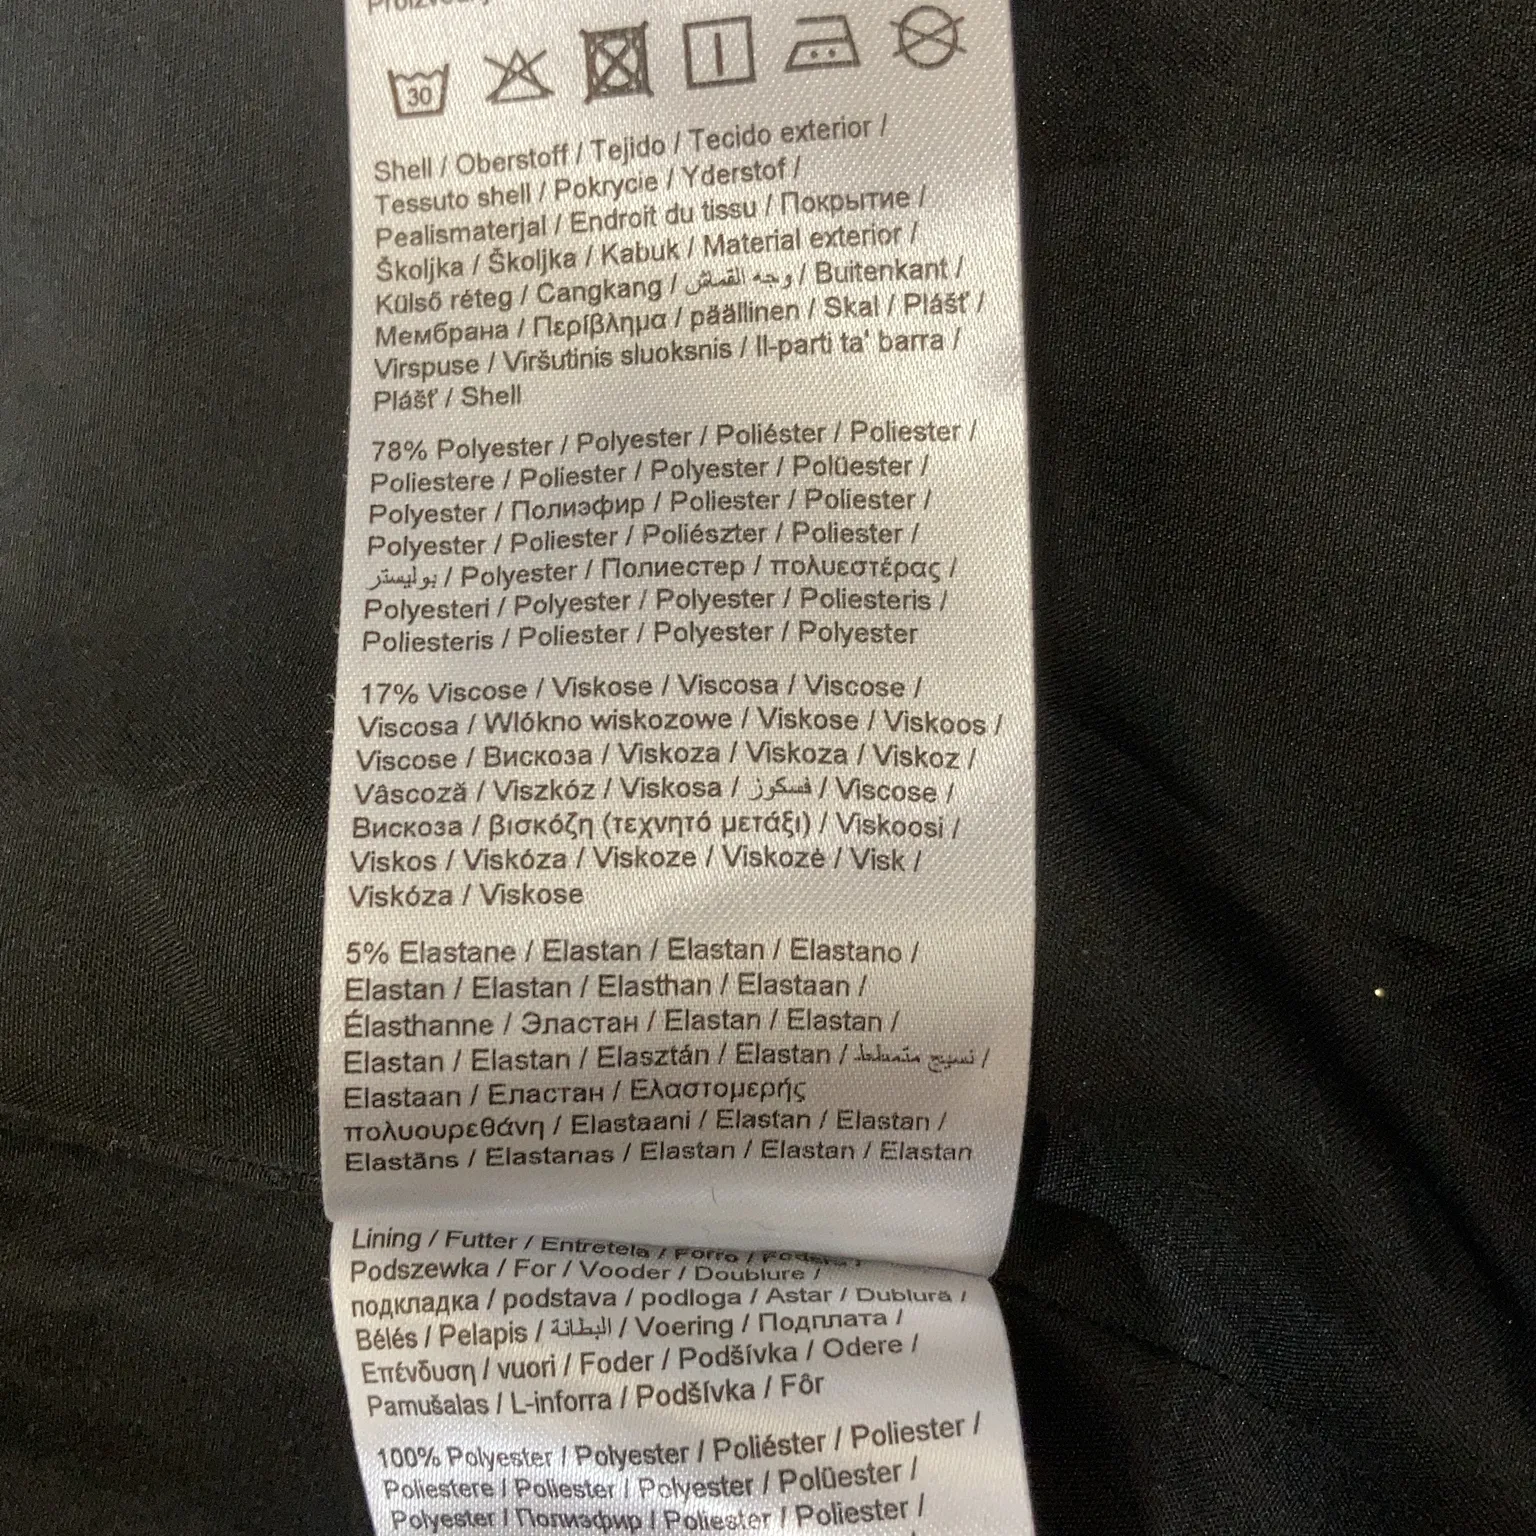 30
Shell / Oberstoff / Tejido / Tecido exterior /
Tessuto shell / Pokrycie / Yderstof /
Pealismaterjal / Endroit du tissu / Покрытие /
Školjka / Školjka / Kabuk / Material exterior /
Külső réteg / Cangkang / وجه القماش / Buitenkant /
Мембрана / Περίβλημα / päällinen / Skal / Plášť /
Virspuse / Viršutinis sluoksnis / Il-parti ta' barra /
Plášť / Shell
78% Polyester / Polyester / Poliéster / Poliester /
Poliestere / Poliester / Polyester / Polüester /
Polyester / Полиэфир / Poliester / Poliester /
Polyester / Poliester / Poliészter / Poliester /
بوليستر / Polyester / Полиестер / πολυεστέρας /
Polyesteri / Polyester / Polyester / Poliesteris /
Poliesteris / Poliester / Polyester / Polyester
17% Viscose / Viskose / Viscosa / Viscose /
Viscosa / Wlókno wiskozowe / Viskose / Viskoos /
Viscose / Вискоза / Viskoza / Viskoza / Viskoz /
Vâscoză / Viszkóz / Viskosa / فسكوز / Viscose /
Вискоза / βισκόζη (τεχνητό μετάξι) / Viskoosi /
Viskos / Viskóza / Viskoze / Viskozė / Visk /
Viskóza / Viskose
5% Elastane / Elastan / Elastan / Elastano /
Elastan / Elastan / Elasthan / Elastaan /
Élasthanne / Эластан / Elastan / Elastan /
Elastan / Elastan / Elasztán / Elastan / نسيج متمطط /
Elastaan / Еластан / Ελαστομερής
πολυουρεθάνη / Elastaani / Elastan / Elastan /
Elastāns / Elastanas / Elastan / Elastan / Elastan
Lining / Futter / Entretela / Forro /
Podszewka / For / Vooder / Doublure /
подкладка / podstava / podloga / Astar / Dublură /
Bélés / Pelapis / البطانة / Voering / Подплата /
Επένδυση / vuori / Foder / Podšívka / Odere /
Pamušalas / L-inforra / Podšívka / Fôr
100% Polyester / Polyester / Poliéster / Poliester /
Poliestere / Poliester / Polyester / Polüester /
Polyester / Полиэфир / Poliester / Poliester /